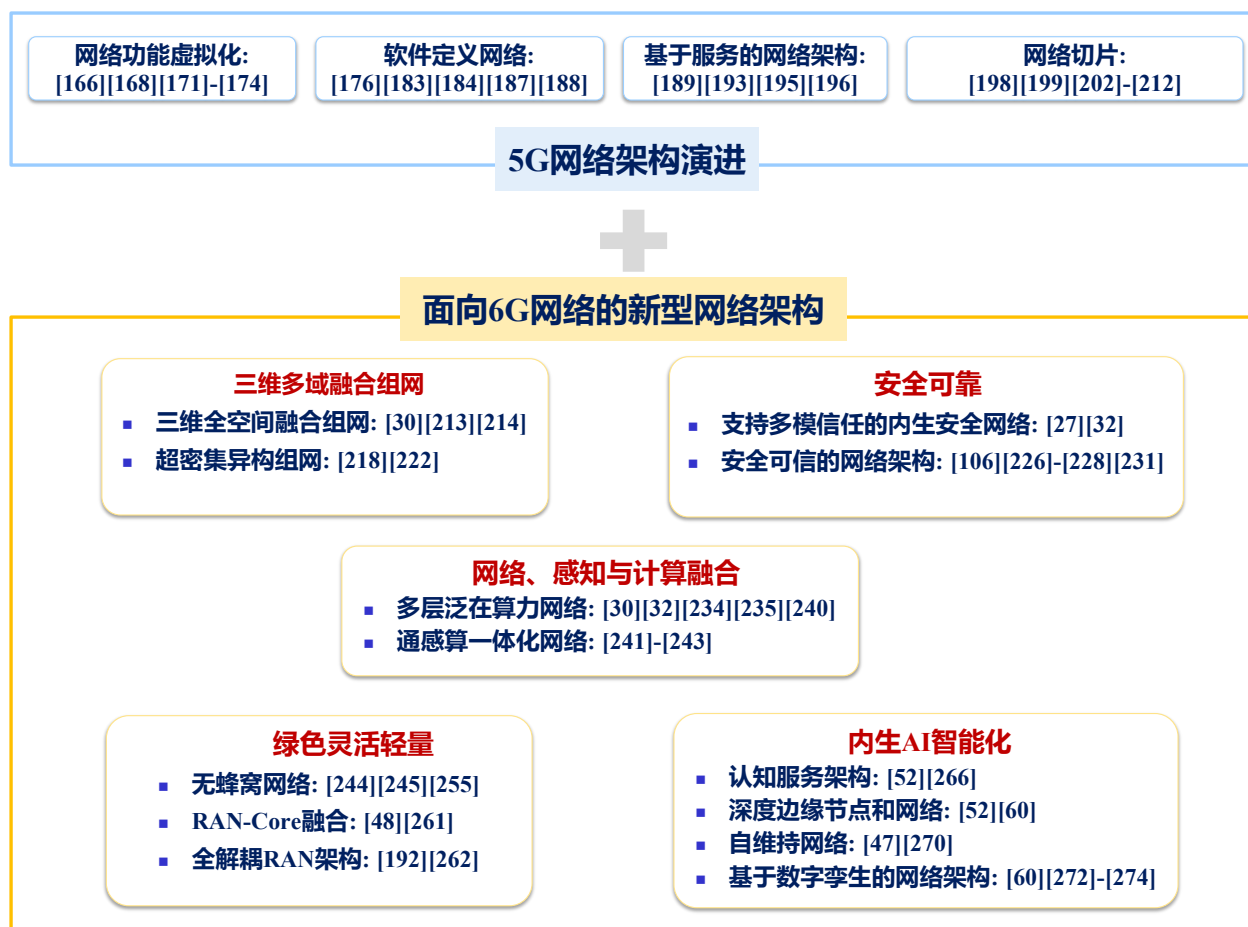 网络功能虚拟化:
[166][168][171]-[174]
软件定义网络:
[176][183][184][187][188]
基于服务的网络架构:
[189][193][195][196]
网络切片:
[198][199][202]-[212]
5G网络架构演进
面向6G网络的新型网络架构
三维多域融合组网
三维全空间融合组网: [30][213][214]
超密集异构组网: [218][222]
安全可靠
支持多模信任的内生安全网络: [27][32]
安全可信的网络架构: [106][226]-[228][231]
网络、感知与计算融合
多层泛在算力网络: [30][32][234][235][240]
通感算一体化网络: [241]-[243]
绿色灵活轻量
无蜂窝网络: [244][245][255]
RAN-Core融合: [48][261]
全解耦RAN架构: [192][262]
内生AI智能化
认知服务架构: [52][266]
深度边缘节点和网络: [52][60]
自维持网络: [47][270]
基于数字孪生的网络架构: [60][272]-[274]